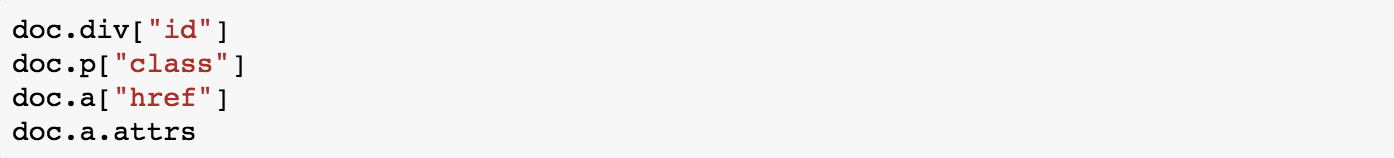 doc.div["id"]
doc.p["class"]
doc.a["href"]
doc.a.attrs